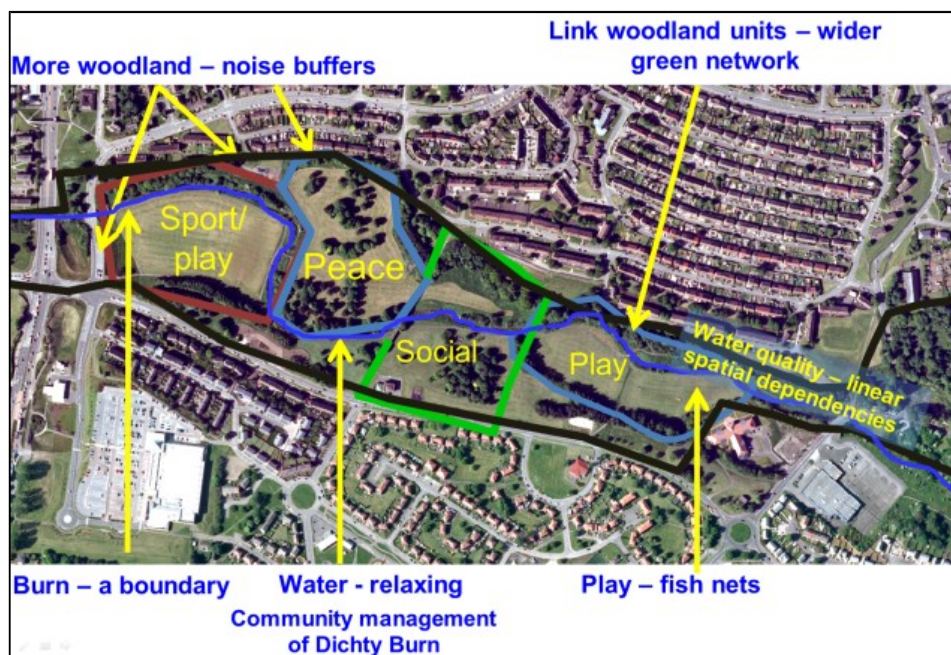 Link woodland units – wider
green network
More woodland – noise buffers
Sport/
play
Peace
Social
Play
Water quality – linear
spatial dependencies?
Burn – a boundary
Water - relaxing
Community management
of Dichty Burn
Play – fish nets